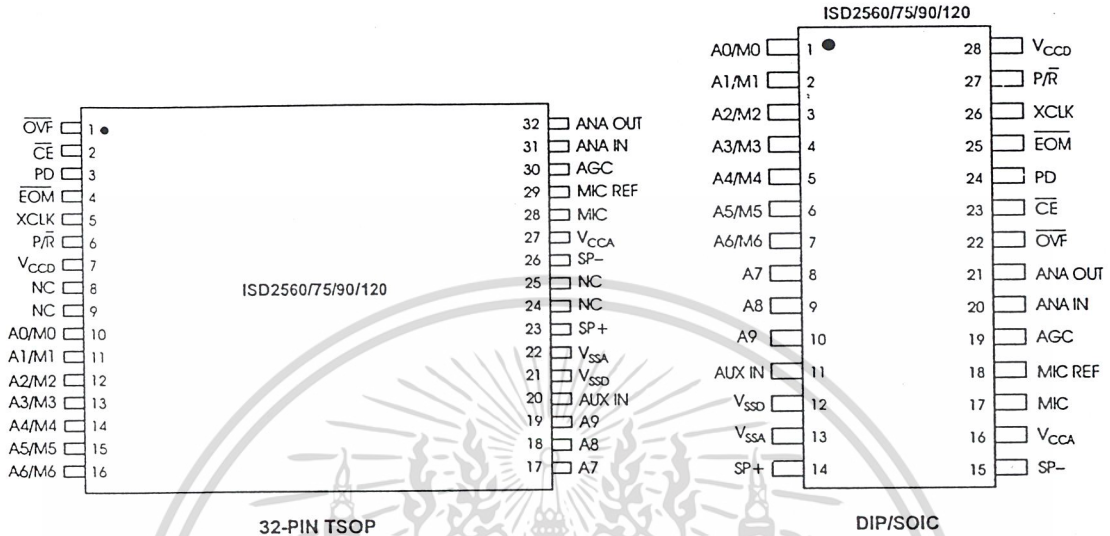 ISD2560/75/90/120
OVF 1
CE 2
PD 3
EOM 4
XCLK 5
P/R 6
VCCD 7
NC 8
NC 9
A0/M0 10
A1/M1 11
A2/M2 12
A3/M3 13
A4/M4 14
A5/M5 15
A6/M6 16
ISD2560/75/90/120
32 ANA OUT
31 ANA IN
30 AGC
29 MIC REF
28 MIC
27 VCCA
26 SP–
25 NC
24 NC
23 SP+
22 VSSA
21 VSSD
20 AUX IN
19 A9
18 A8
17 A7
32-PIN TSOP
A0/M0 1
A1/M1 2
A2/M2 3
A3/M3 4
A4/M4 5
A5/M5 6
A6/M6 7
A7 8
A8 9
A9 10
AUX IN 11
VSSD 12
VSSA 13
SP+ 14
28 VCCD
27 P/R
26 XCLK
25 EOM
24 PD
23 CE
22 OVF
21 ANA OUT
20 ANA IN
19 AGC
18 MIC REF
17 MIC
16 VCCA
15 SP–
DIP/SOIC